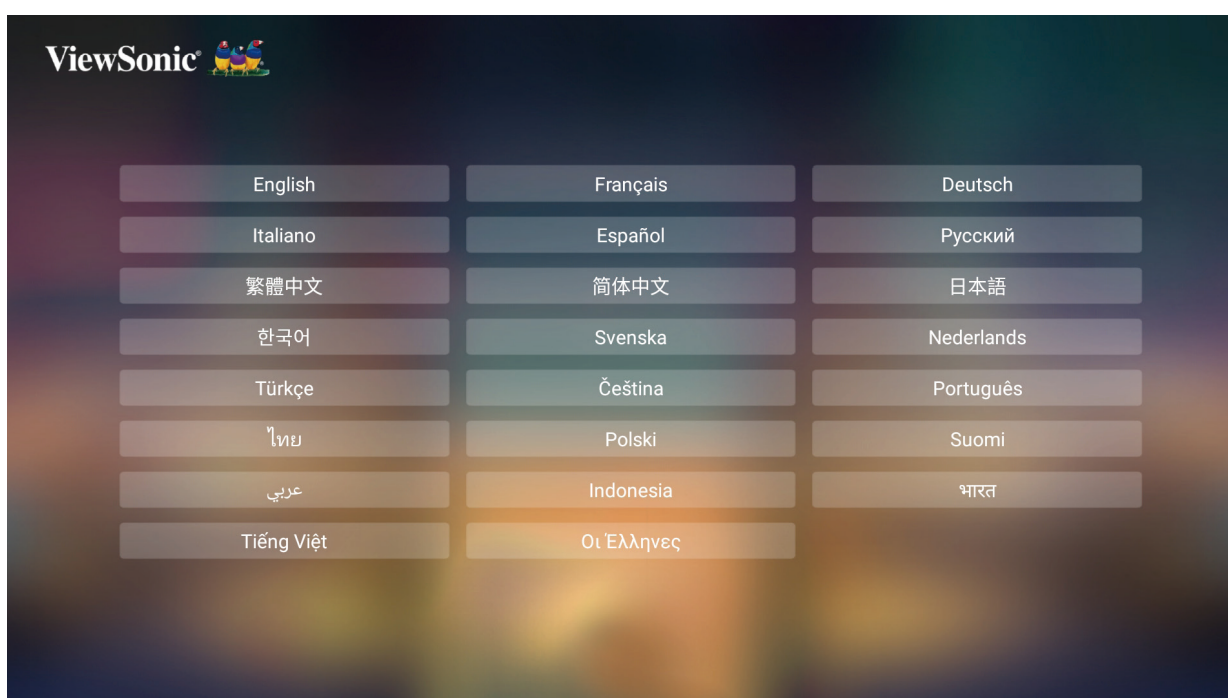 ViewSonic®
English Français Deutsch
Italiano Español Русский
繁體中文 简体中文 日本語
한국어 Svenska Nederlands
Türkçe Čeština Português
ไทย Polski Suomi
عربي Indonesia भारत
Tiếng Việt Οι Έλληνες